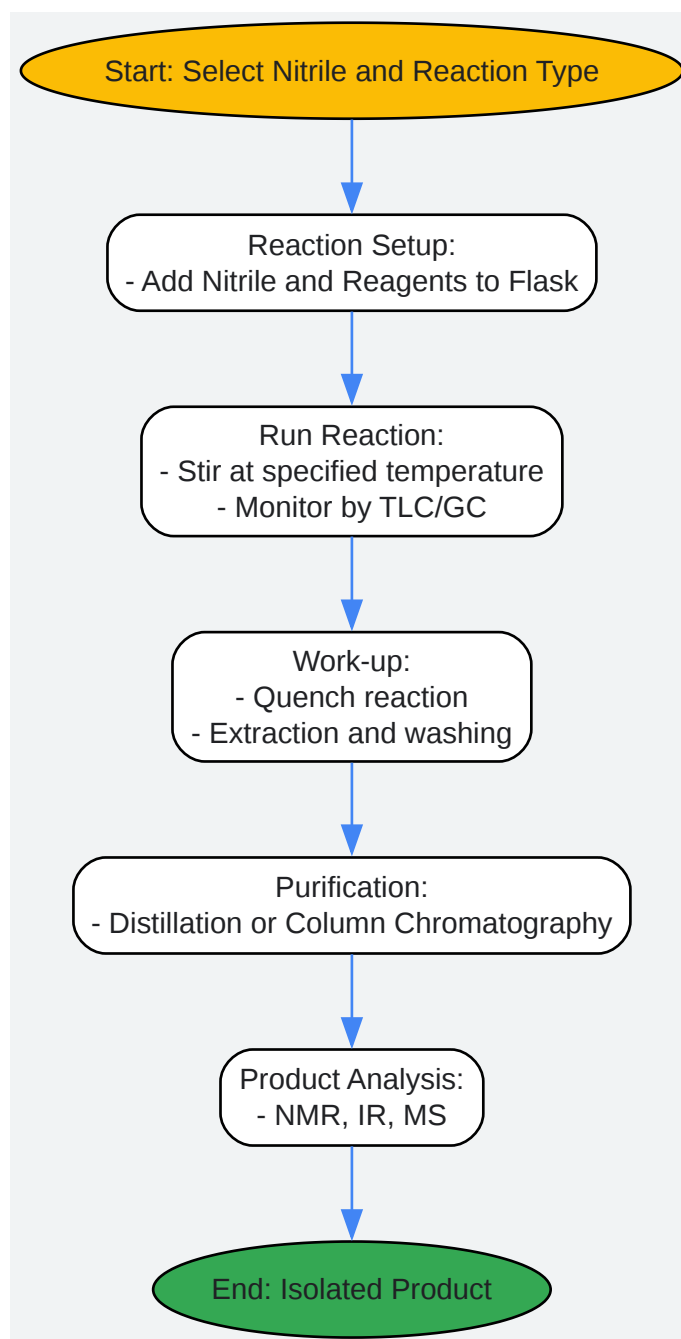 Start: Select Nitrile and Reaction Type
Reaction Setup:
- Add Nitrile and Reagents to Flask
Run Reaction:
- Stir at specified temperature
- Monitor by TLC/GC
Work-up:
- Quench reaction
- Extraction and washing
Purification:
- Distillation or Column Chromatography
Product Analysis:
- NMR, IR, MS
End: Isolated Product